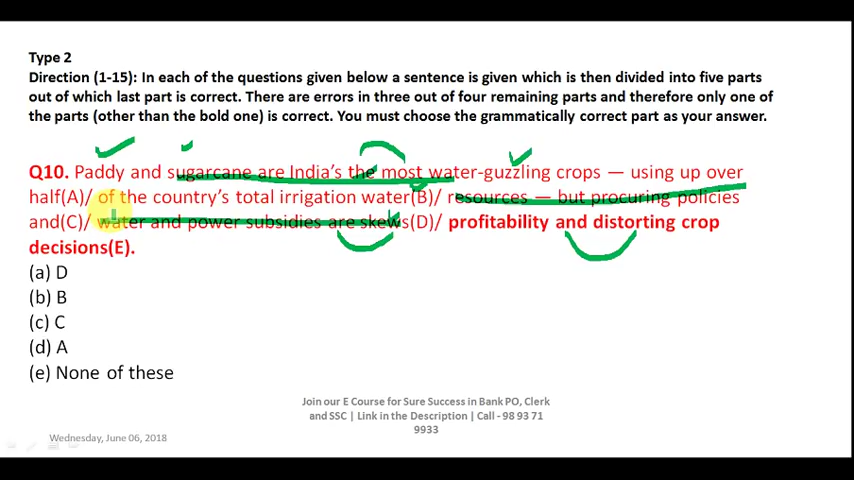 Type 2
Direction (1-15): In each of the questions given below a sentence is given which is then divided into five parts
out of which last part is correct. There are errors in three out of four remaining parts and therefore only one of
the parts (other than the bold one) is correct. You must choose the grammatically correct part as your answer.
Q10. Paddy and sugarcane are India's the most water-guzzling crops — using up over
half(A)/ of the country's total irrigation water(B)/ resources — but procuring policies
and(C)/ water and power subsidies are skews(D)/ profitability and distorting crop
decisions(E).
(a) D
(b) B
(c) C
(d) A
(e) None of these
Join our E Course for Sure Success in Bank PO, Clerk
and SSC | Link in the Description | Call - 98 93 71
9933
Wednesday, June 06, 2018